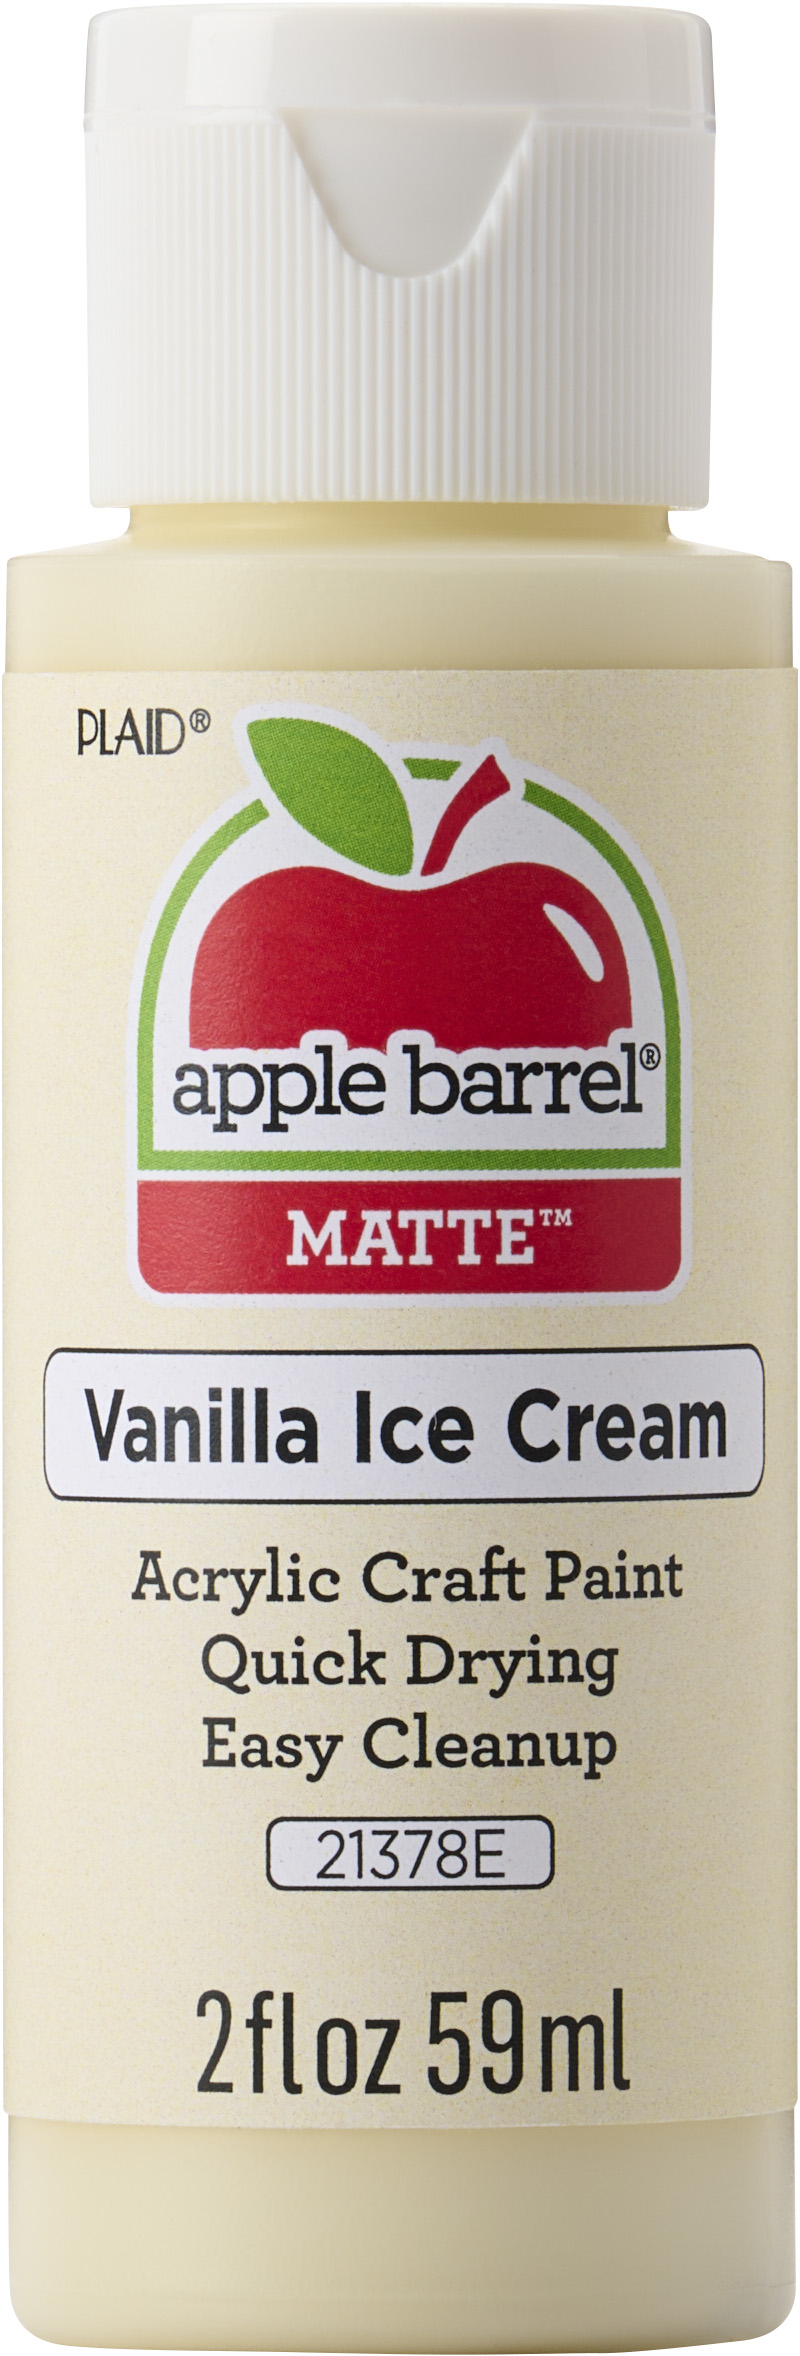 PLAID®
apple barrel®
MATTE™
Vanilla Ice Cream
Acrylic Craft Paint
Quick Drying
Easy Cleanup
21378E
2 fl oz 59 ml